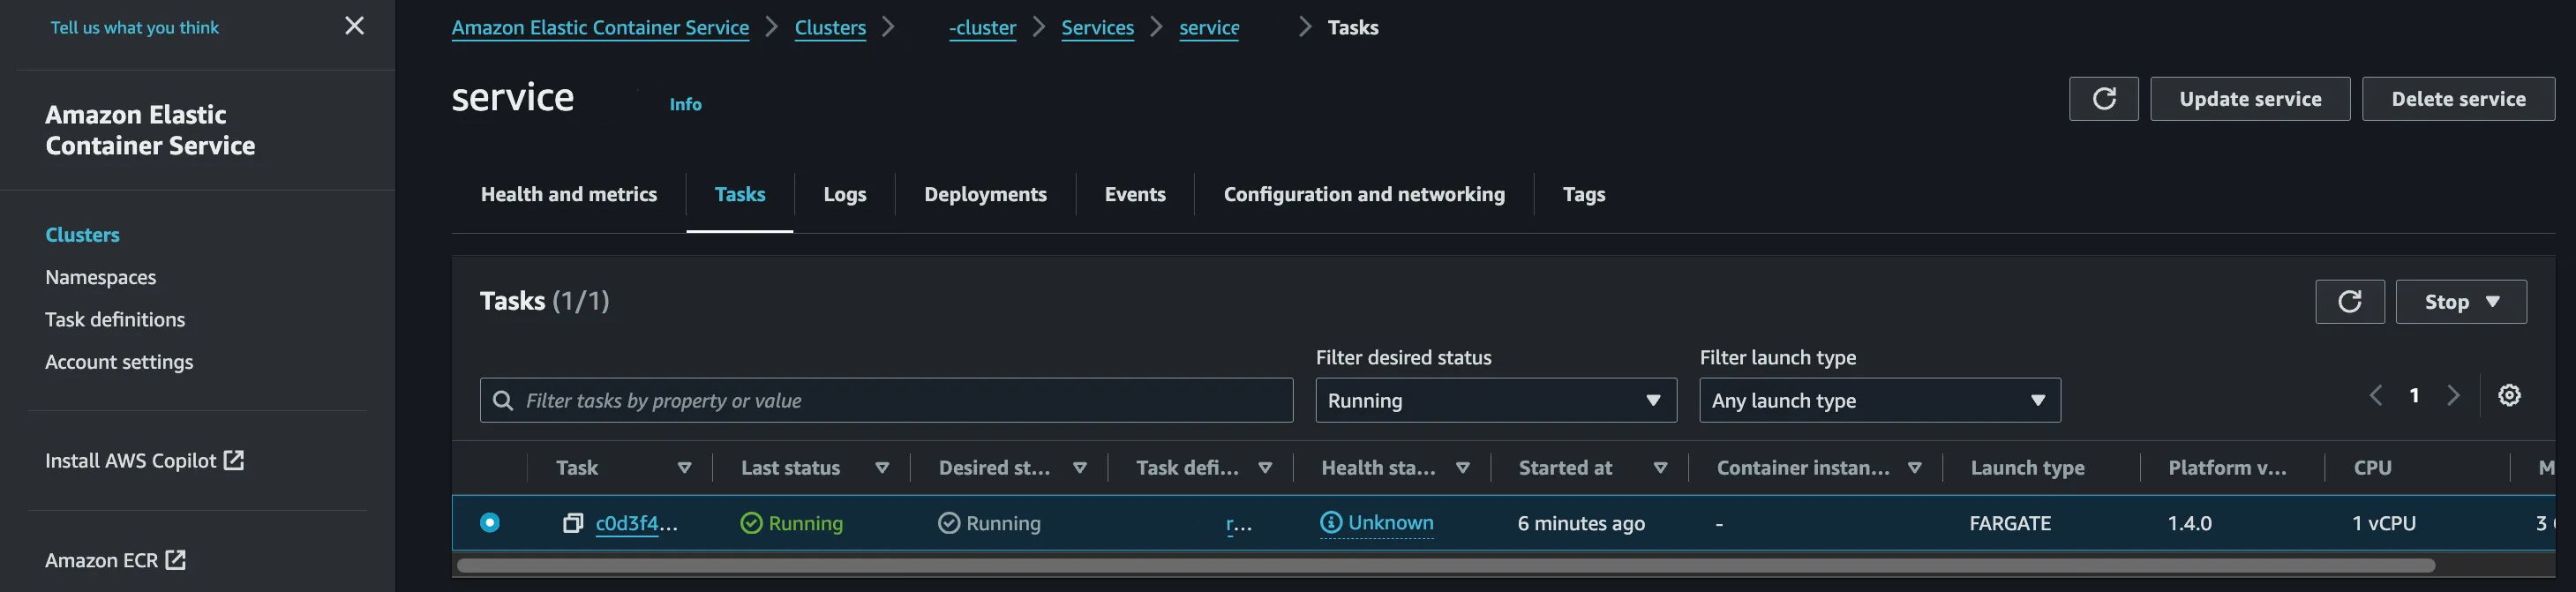 Tell us what you think
Amazon Elastic Container Service
Clusters
Namespaces
Task definitions
Account settings
Install AWS Copilot
Amazon ECR
Amazon Elastic Container Service > Clusters > -cluster > Services > service > Tasks
service Info
Update service Delete service
Health and metrics Tasks Logs Deployments Events Configuration and networking Tags
Tasks (1/1)
Stop
Filter desired status Filter launch type
Filter tasks by property or value Running Any launch type 1
Task Last status Desired st... Task defi... Health sta... Started at Container instan... Launch type Platform v... CPU M
c0d3f4... Running Running r... Unknown 6 minutes ago - FARGATE 1.4.0 1 vCPU 3